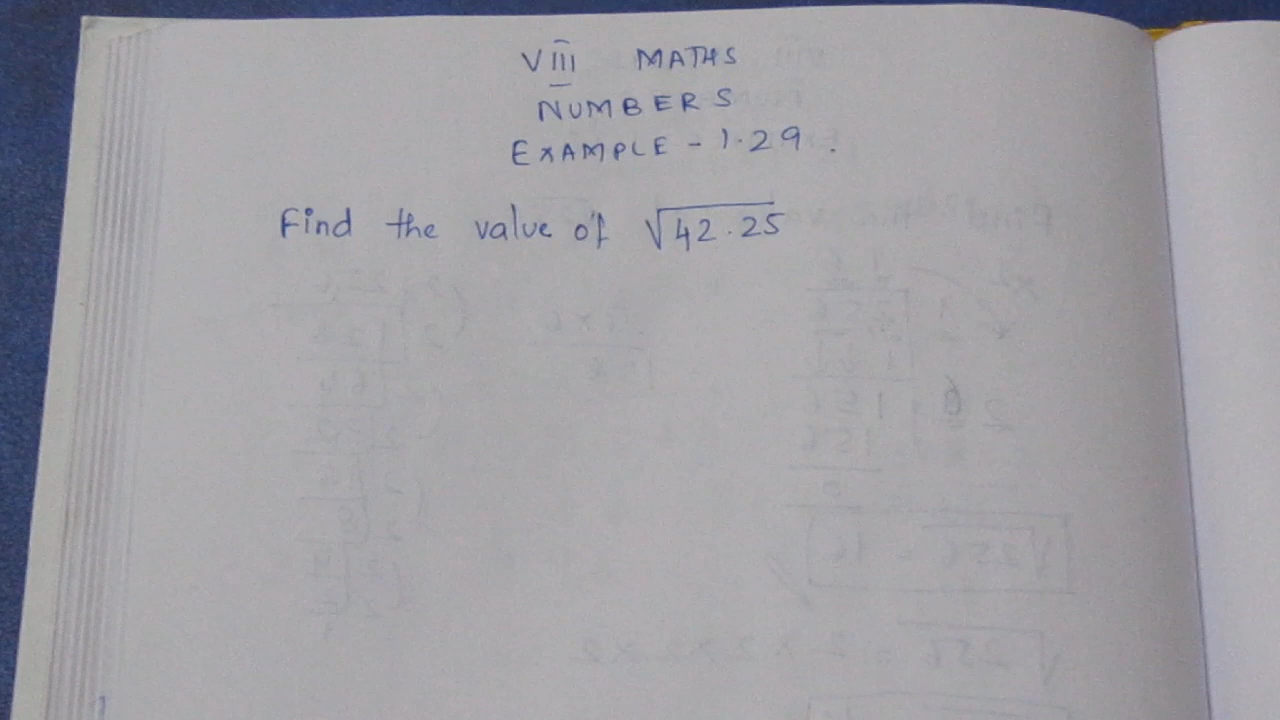 VIII MATHS
NUMBERS
EXAMPLE - 1.29.
Find the value of √42.25